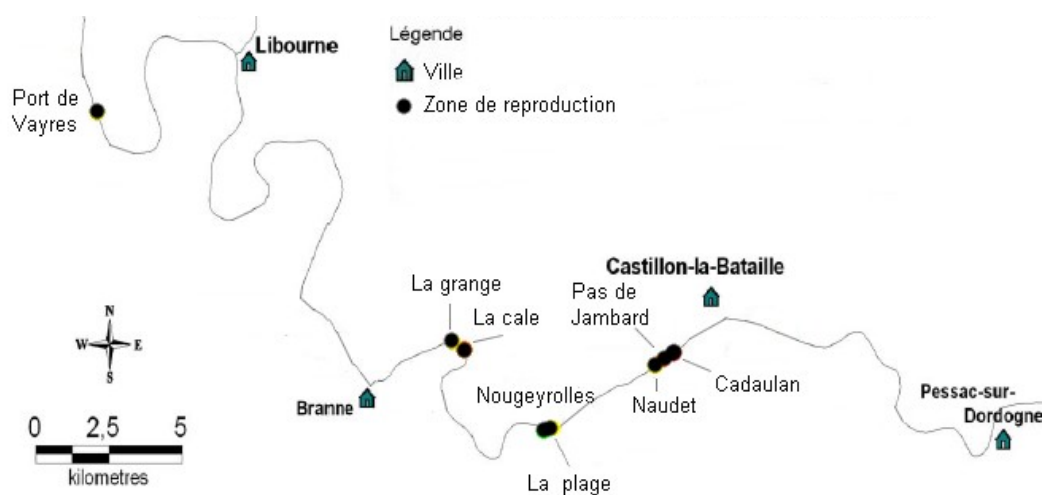 Libourne
Légende
Ville
Zone de reproduction
Port de
Vayres
Castillon-la-Bataille
La grange
Pas de
Jambard
La cale
N
W E
S
Nougeyrolles
Cadaulan
Naudet
Branne
Pessac-sur-
Dordogne
0 2,5 5
kilometres
La plage